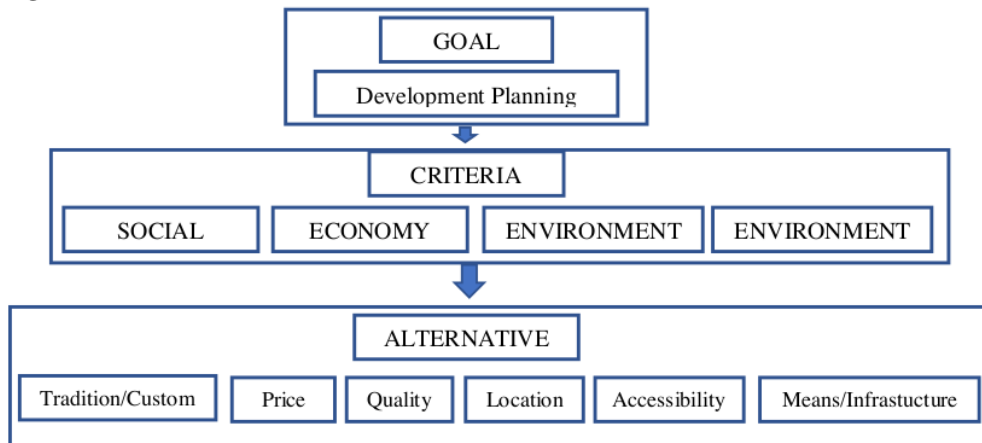 GOAL
Development Planning
CRITERIA
SOCIAL ECONOMY ENVIRONMENT ENVIRONMENT
ALTERNATIVE
Tradition/Custom Price Quality Location Accessibility Means/Infrastucture